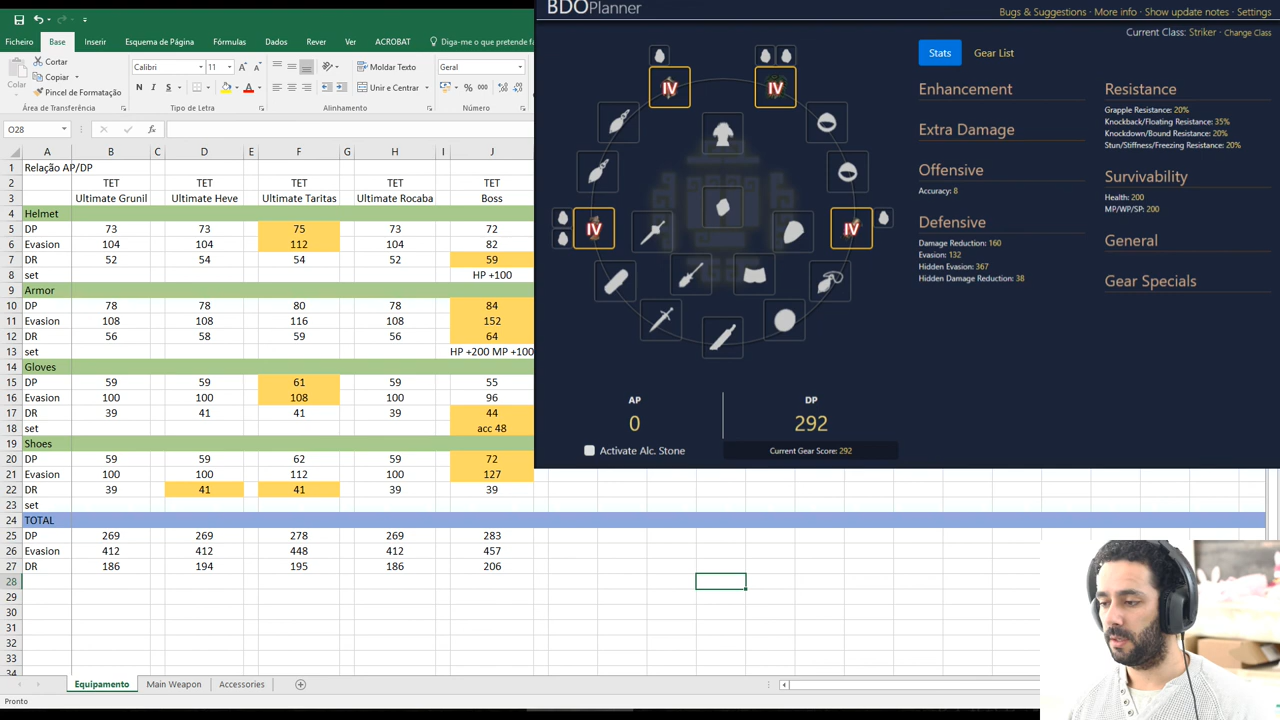 Ficheiro Base Inserir Esquema de Página Fórmulas Dados Rever Ver ACROBAT Diga-me o que pretende f
Colar
Cortar
Copiar
Pincel de Formatação
Calibri 11
N I S
Moldar Texto
Unir e Centrar
Geral
% 000
Área de Transferência Tipo de Letra Alinhamento Número
O28 fx
A B C D E F G H I J
1 Relação AP/DP
2 TET TET TET TET TET
3 Ultimate Grunil Ultimate Heve Ultimate Taritas Ultimate Rocaba Boss
4 Helmet
5 DP 73 73 75 73 72
6 Evasion 104 104 112 104 82
7 DR 52 54 54 52 59
8 set HP +100
9 Armor
10 DP 78 78 80 78 84
11 Evasion 108 108 116 108 152
12 DR 56 58 59 56 64
13 set HP +200 MP +100
14 Gloves
15 DP 59 59 61 59 55
16 Evasion 100 100 108 100 96
17 DR 39 41 41 39 44
18 set acc 48
19 Shoes
20 DP 59 59 62 59 72
21 Evasion 100 100 112 100 127
22 DR 39 41 41 39 39
23 set
24 TOTAL
25 DP 269 269 278 269 283
26 Evasion 412 412 448 412 457
27 DR 186 194 195 186 206
28
29
30
31
32
33
34
Equipamento Main Weapon Accessories
Pronto
BDOPlanner
Bugs & Suggestions · More info · Show update notes · Settings
Current Class: Striker · Change Class
IV
IV
IV
IV
AP
0
DP
292
Activate Alc. Stone
Current Gear Score: 292
Stats Gear List
Enhancement
Extra Damage
Offensive
Accuracy: 8
Defensive
Damage Reduction: 160
Evasion: 132
Hidden Evasion: 367
Hidden Damage Reduction: 38
Resistance
Grapple Resistance: 20%
Knockback/Floating Resistance: 35%
Knockdown/Bound Resistance: 20%
Stun/Stiffness/Freezing Resistance: 20%
Survivability
Health: 200
MP/WP/SP: 200
General
Gear Specials